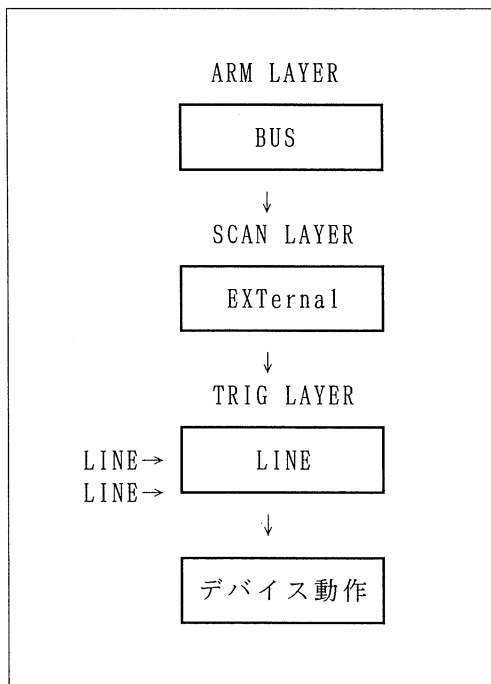 ARM LAYER
BUS
↓
SCAN LAYER
EXTernal
↓
TRIG LAYER
LINE→ LINE
LINE→
↓
デバイス動作